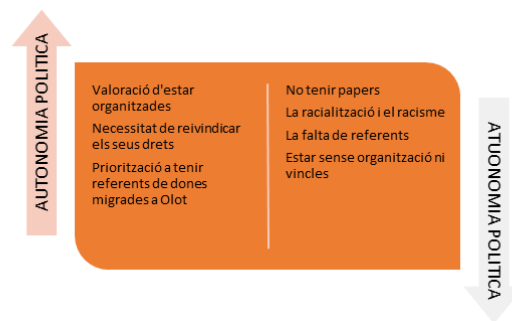 AUTONOMIA POLITICA
Valoració d'estar
organitzades
Necessitat de reivindicar
els seus drets
Priorització a tenir
referents de dones
migrades a Olot
No tenir papers
La racialització i el racisme
La falta de referents
Estar sense organització ni
vincles
ATUONOMIA POLITICA